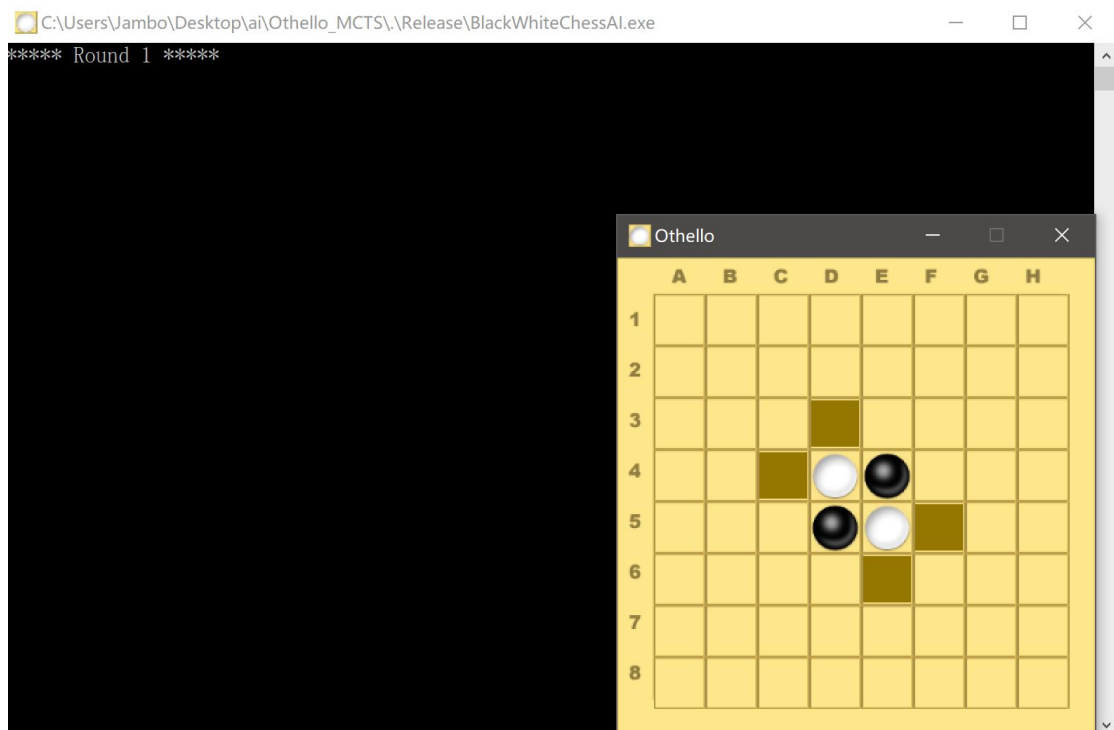 C:\Users\Jambo\Desktop\ai\Othello_MCTS\.\Release\BlackWhiteChessAI.exe
***** Round 1 *****
Othello
A B C D E F G H
1
2
3
4
5
6
7
8